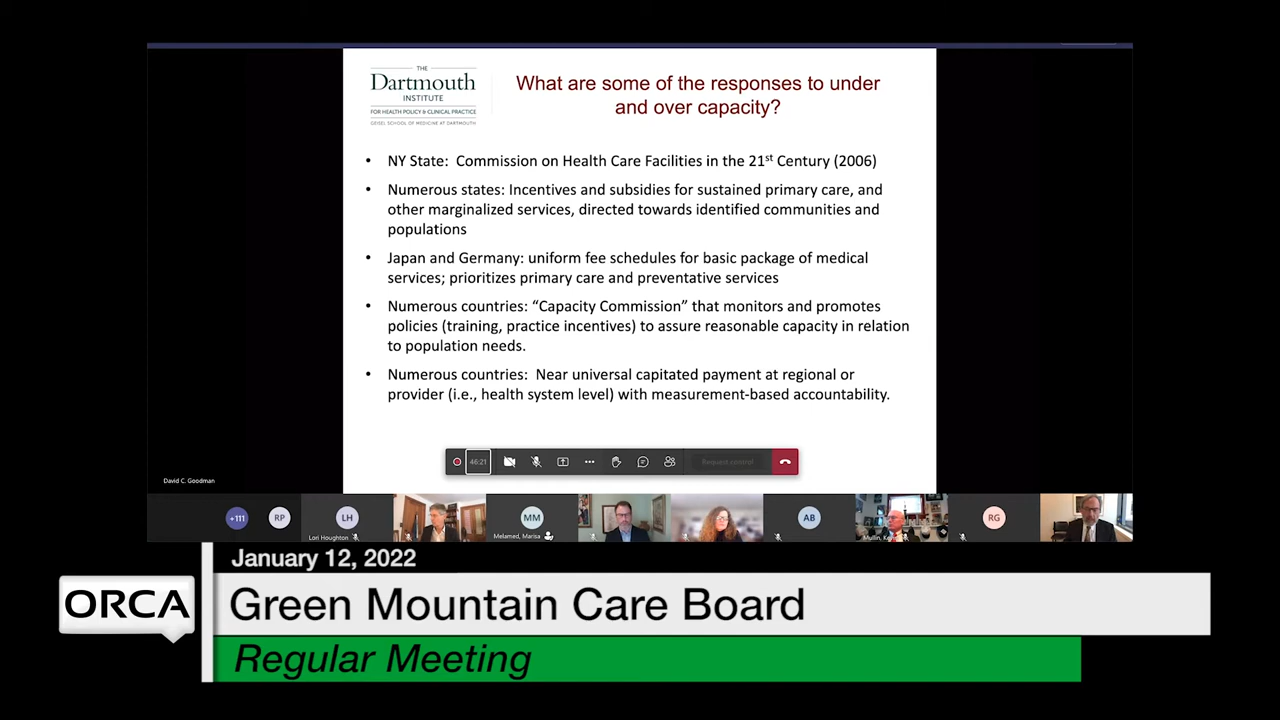 THE
Dartmouth
INSTITUTE
FOR HEALTH POLICY & CLINICAL PRACTICE
GEISEL SCHOOL OF MEDICINE AT DARTMOUTH
What are some of the responses to under
and over capacity?
• NY State: Commission on Health Care Facilities in the 21st Century (2006)
• Numerous states: Incentives and subsidies for sustained primary care, and
other marginalized services, directed towards identified communities and
populations
• Japan and Germany: uniform fee schedules for basic package of medical
services; prioritizes primary care and preventative services
• Numerous countries: “Capacity Commission” that monitors and promotes
policies (training, practice incentives) to assure reasonable capacity in relation
to population needs.
• Numerous countries: Near universal capitated payment at regional or
provider (i.e., health system level) with measurement-based accountability.
46:21
Request control
David C. Goodman
+111
RP
LH
Lori Houghton
MM
Melamed, Marisa
AB
Mullin, Kevin
RG
January 12, 2022
ORCA
Green Mountain Care Board
Regular Meeting